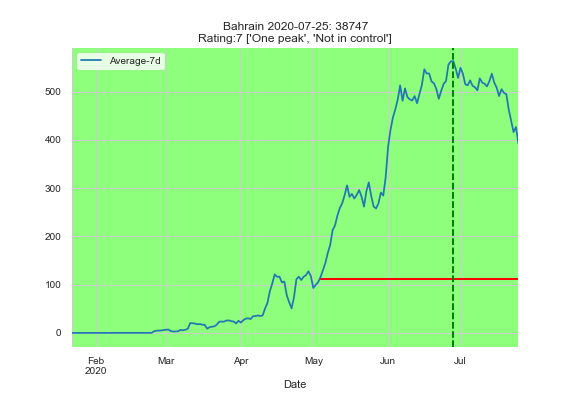 Bahrain 2020-07-25: 38747
Rating:7 ['One peak', 'Not in control']
Average-7d
500
400
300
200
100
0
Feb
2020
Mar
Apr
May
Jun
Jul
Date